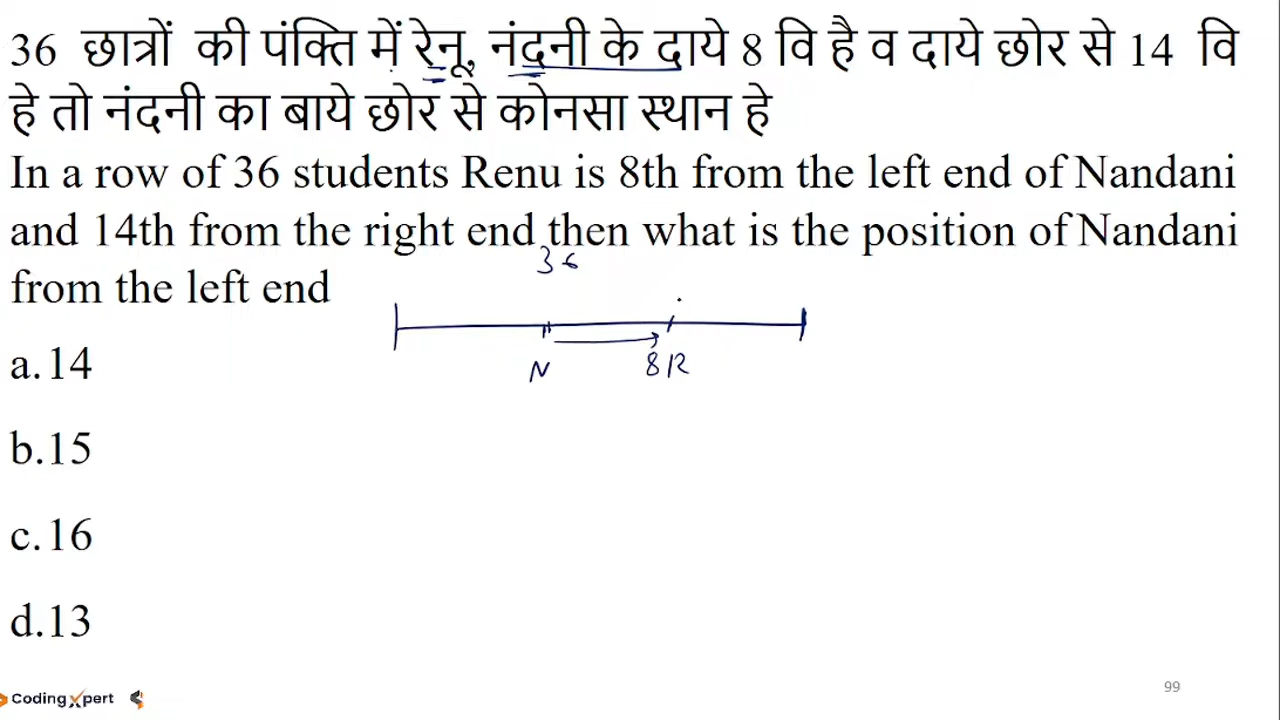 36 छात्रों की पंक्ति में रेनू, नंदनी के दाये 8 वि है व दाये छोर से 14 वि
हे तो नंदनी का बाये छोर से कोनसा स्थान हे
In a row of 36 students Renu is 8th from the left end of Nandani
and 14th from the right end then what is the position of Nandani
from the left end
36
N 8 R
a. 14
b. 15
c. 16
d. 13
Coding Xpert
99